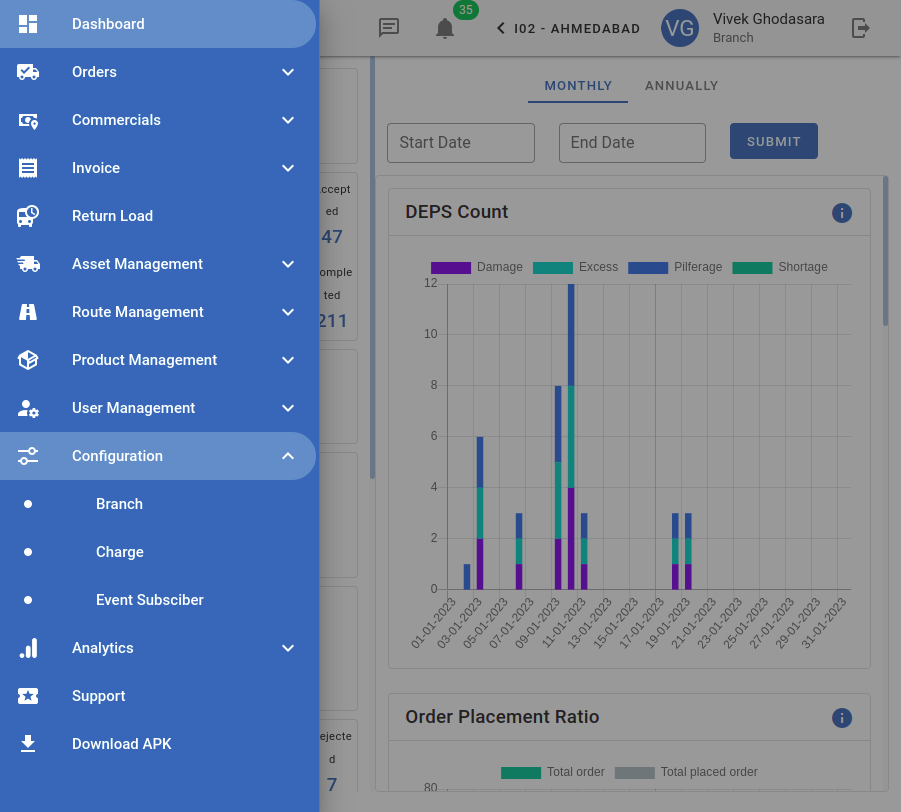 Dashboard
Orders
Commercials
Invoice
Return Load
Asset Management
Route Management
Product Management
User Management
Configuration
Branch
Charge
Event Subsciber
Analytics
Support
Download APK
35
I02 - AHMEDABAD
VG
Vivek Ghodasara
Branch
ccept
ed
47
omple
ted
211
ejecte
d
7
MONTHLY
ANNUALLY
Start Date
End Date
SUBMIT
DEPS Count
Damage
Excess
Pilferage
Shortage
12
10
8
6
4
2
0
01-01-2023
03-01-2023
05-01-2023
07-01-2023
09-01-2023
11-01-2023
13-01-2023
15-01-2023
17-01-2023
19-01-2023
21-01-2023
23-01-2023
25-01-2023
27-01-2023
29-01-2023
31-01-2023
Order Placement Ratio
Total order
Total placed order
80